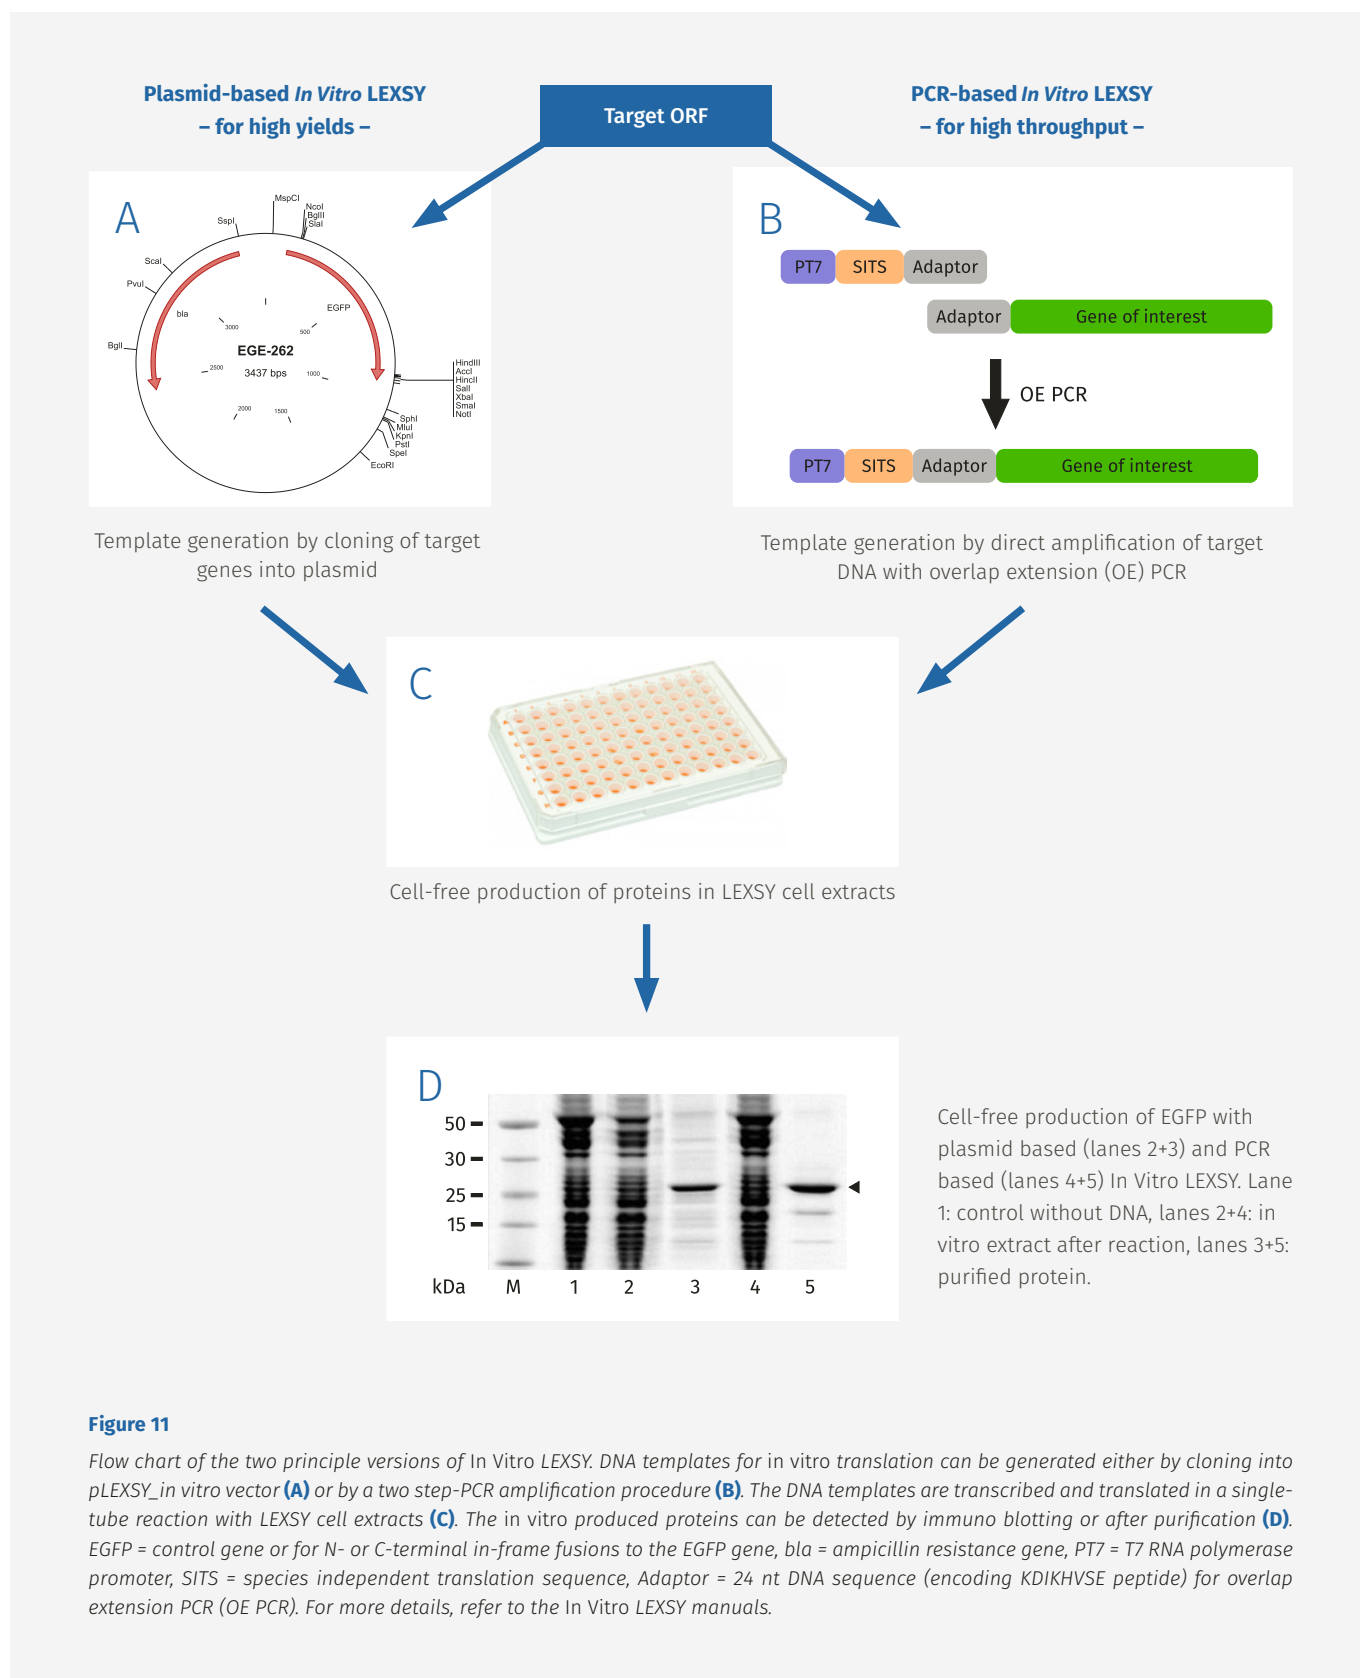 Plasmid-based In Vitro LEXSY
– for high yields –
Target ORF
PCR-based In Vitro LEXSY
– for high throughput –
A
MspCI
NcoI
BglII
SlaI
SspI
ScaI
PvuI
BglI
bla
EGFP
3000
500
EGE-262
3437 bps
2500
1000
2000
1500
HindIII
AccI
HincII
SalI
XbaI
SmaI
NotI
SphI
MluI
KpnI
PstI
SpeI
EcoRI
Template generation by cloning of target
genes into plasmid
B
PT7 SITS Adaptor
Adaptor Gene of interest
OE PCR
PT7 SITS Adaptor Gene of interest
Template generation by direct amplification of target
DNA with overlap extension (OE) PCR
C
Cell-free production of proteins in LEXSY cell extracts
D
50
30
25
15
kDa M 1 2 3 4 5
Cell-free production of EGFP with
plasmid based (lanes 2+3) and PCR
based (lanes 4+5) In Vitro LEXSY. Lane
1: control without DNA, lanes 2+4: in
vitro extract after reaction, lanes 3+5:
purified protein.
Figure 11
Flow chart of the two principle versions of In Vitro LEXSY. DNA templates for in vitro translation can be generated either by cloning into
pLEXSY_in vitro vector (A) or by a two step-PCR amplification procedure (B). The DNA templates are transcribed and translated in a single-
tube reaction with LEXSY cell extracts (C). The in vitro produced proteins can be detected by immuno blotting or after purification (D).
EGFP = control gene or for N- or C-terminal in-frame fusions to the EGFP gene, bla = ampicillin resistance gene, PT7 = T7 RNA polymerase
promoter, SITS = species independent translation sequence, Adaptor = 24 nt DNA sequence (encoding KDIKHVSE peptide) for overlap
extension PCR (OE PCR). For more details, refer to the In Vitro LEXSY manuals.